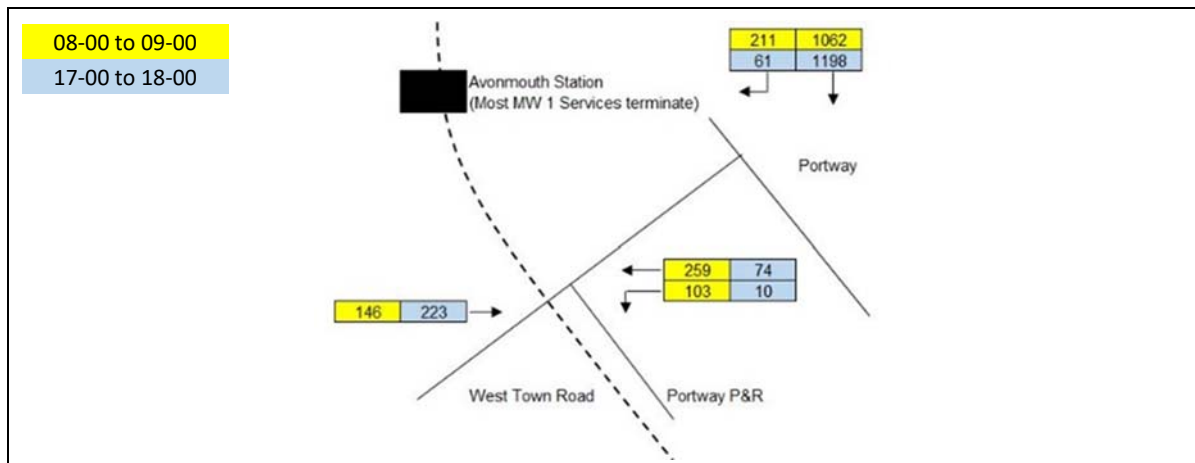 08-00 to 09-00
17-00 to 18-00
211 1062
61 1198
Avonmouth Station
(Most MW 1 Services terminate)
Portway
259 74
103 10
146 223
West Town Road
Portway P&R